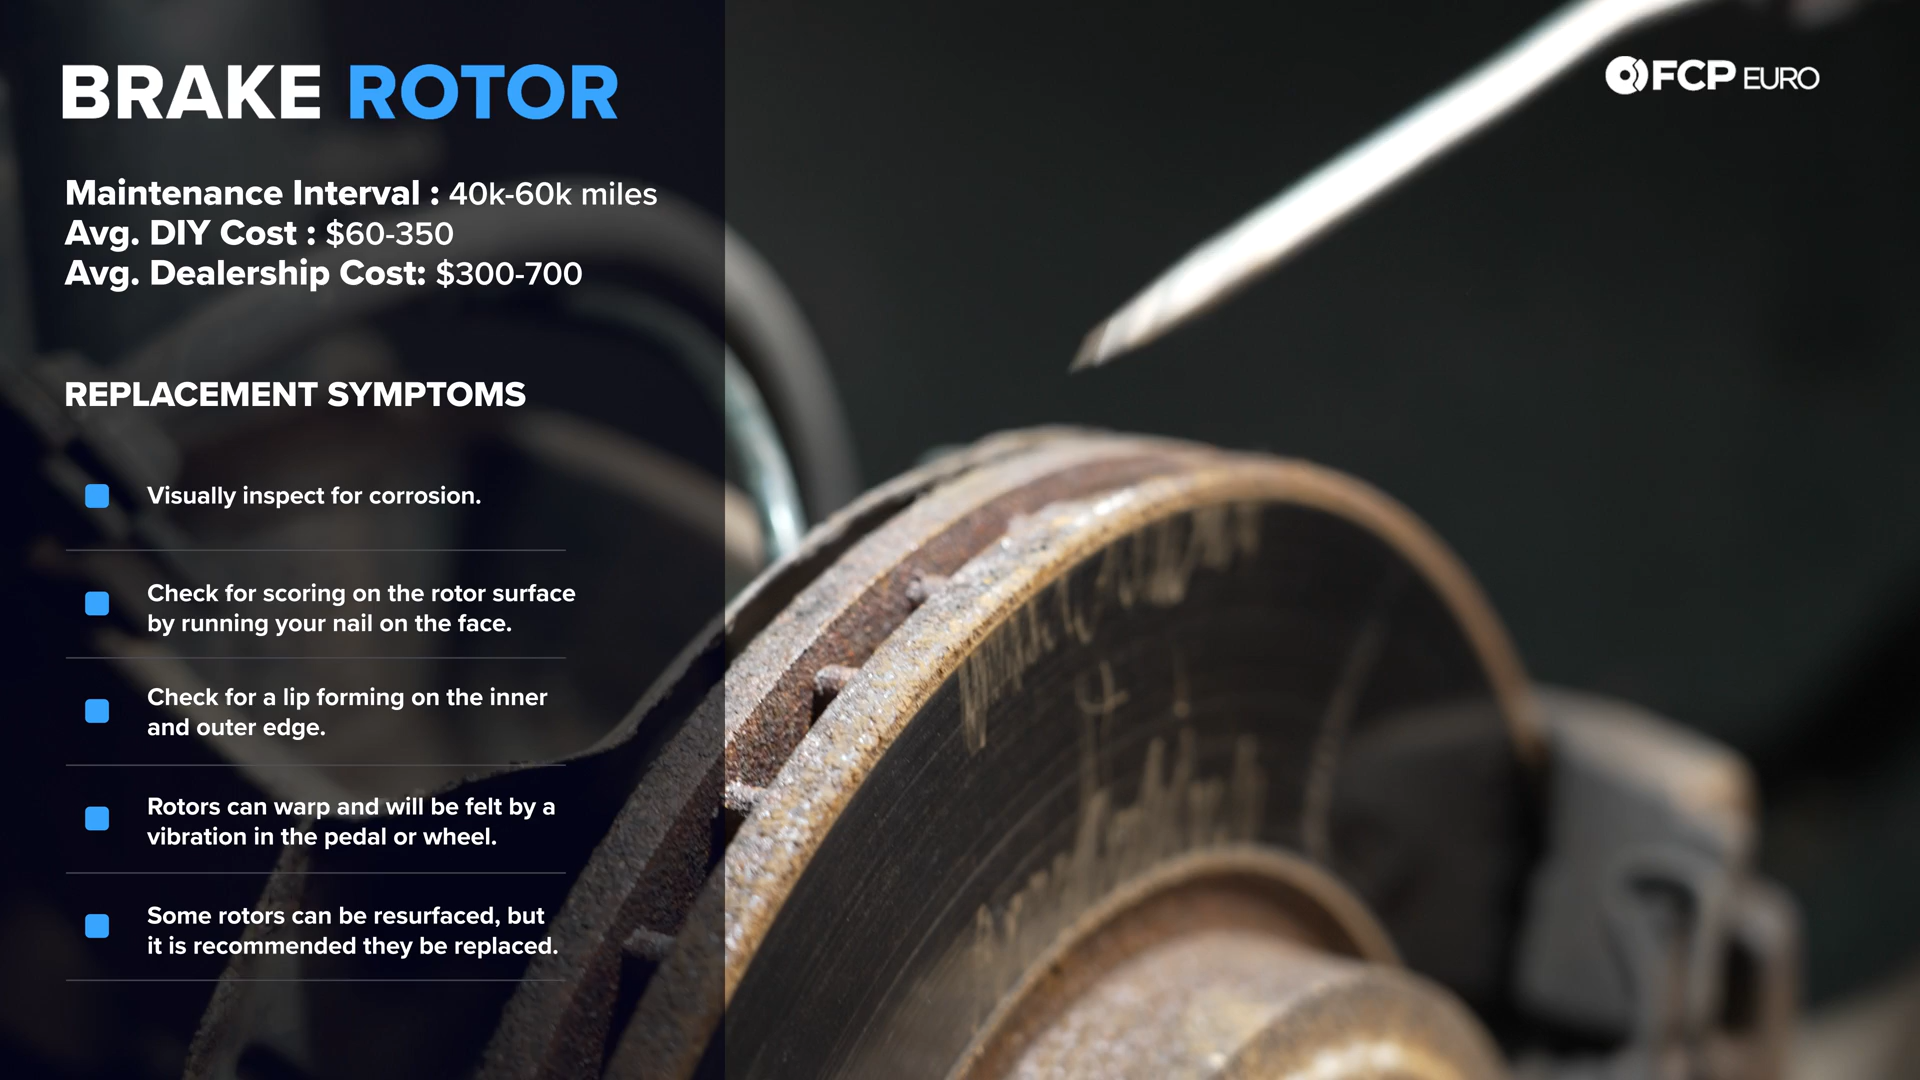 BRAKE ROTOR
FCP EURO
Maintenance Interval : 40k-60k miles
Avg. DIY Cost : $60-350
Avg. Dealership Cost: $300-700
REPLACEMENT SYMPTOMS
Visually inspect for corrosion.
Check for scoring on the rotor surface
by running your nail on the face.
Check for a lip forming on the inner
and outer edge.
Rotors can warp and will be felt by a
vibration in the pedal or wheel.
Some rotors can be resurfaced, but
it is recommended they be replaced.